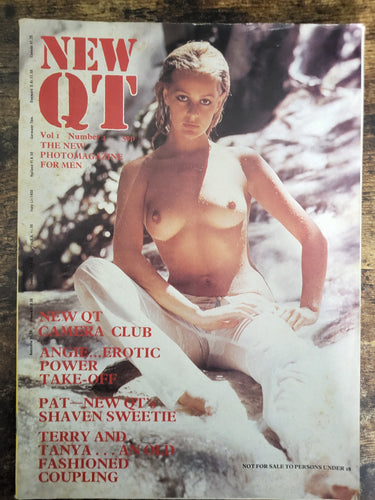 NEW
QT
Vol 1 Number
THE NEW
PHOTOMAGAZINE
FOR MEN
NEW QT
CAMERA CLUB
ANGIE...EROTIC
POWER
TAKE-OFF
PAT—NEW QT's
SHAVEN SWEETIE
TERRY AND
TANYA...AN OLD
FASHIONED
COUPLING
NOT FOR SALE TO PERSONS UNDER 18